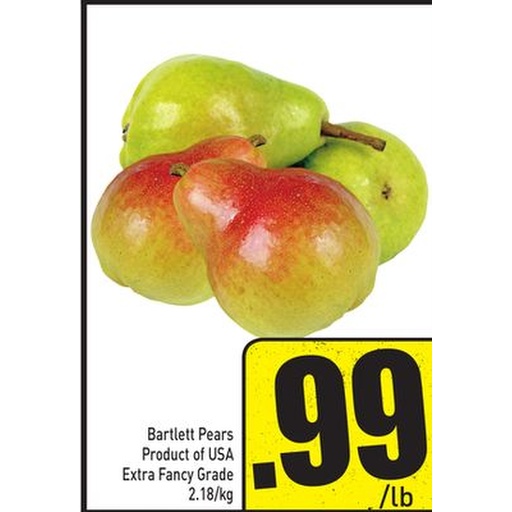 Bartlett Pears
Product of USA
Extra Fancy Grade
2.18/kg
.99
/lb